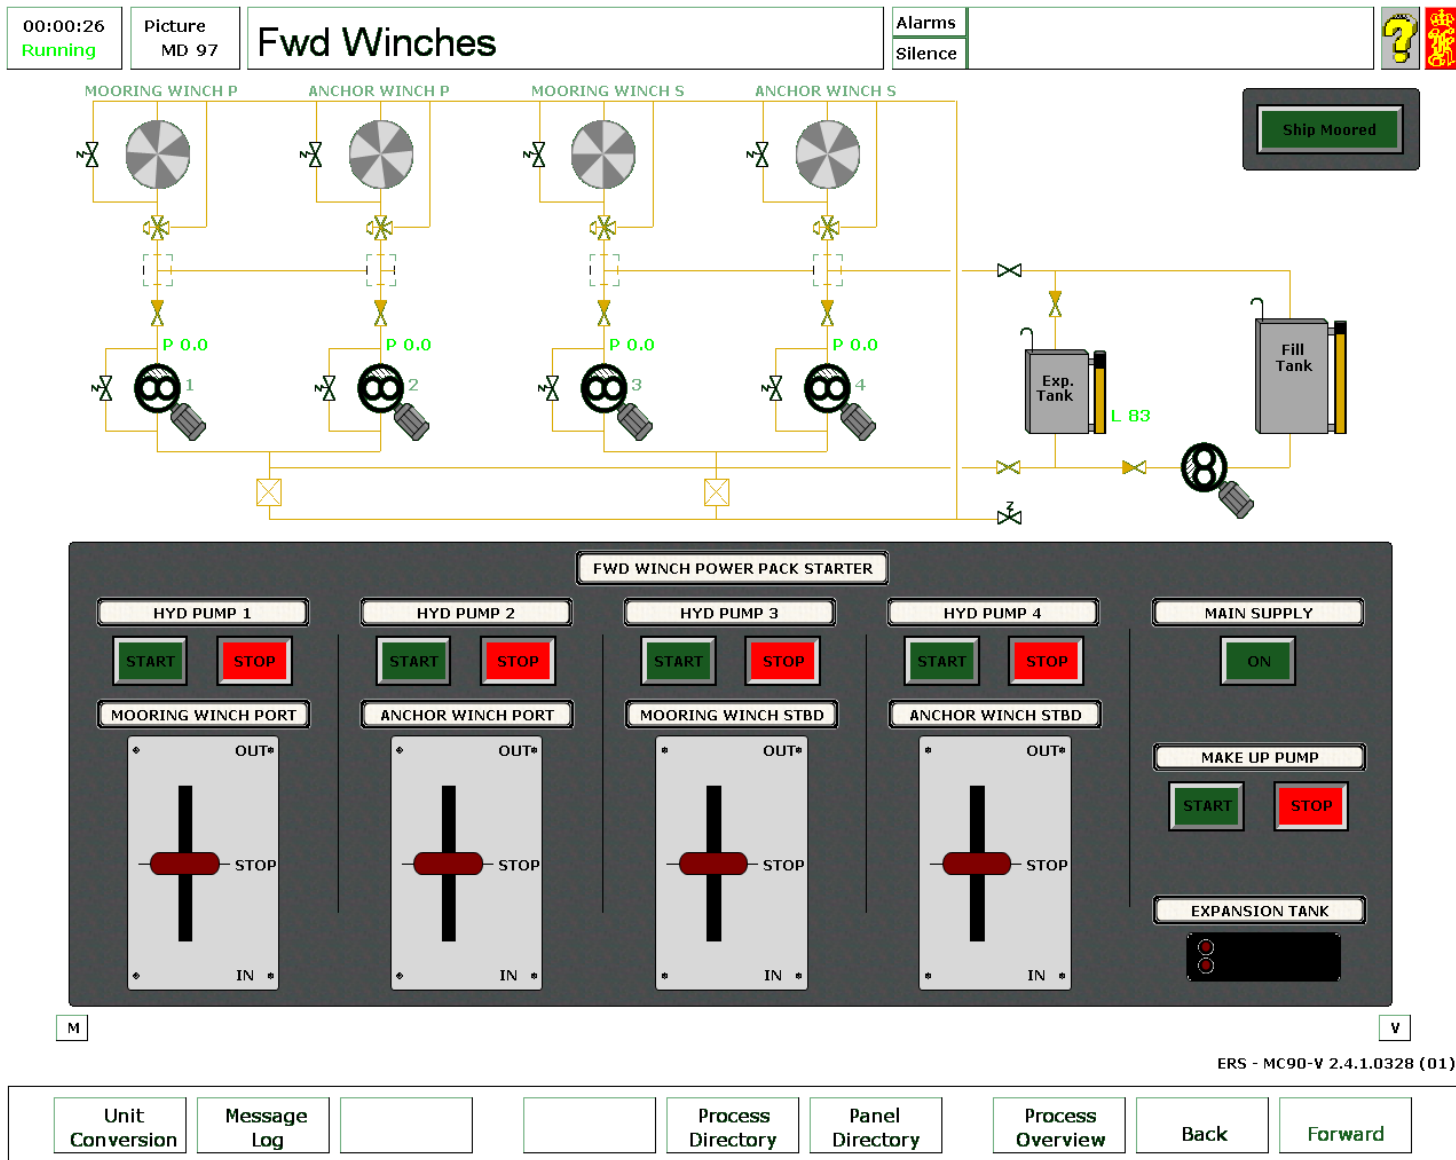 00:00:26
Running
Picture
MD 97
Fwd Winches
Alarms
Silence
MOORING WINCH P
ANCHOR WINCH P
MOORING WINCH S
ANCHOR WINCH S
Ship Moored
P 0.0
P 0.0
P 0.0
P 0.0
1
2
3
4
Exp.
Tank
L 83
Fill
Tank
FWD WINCH POWER PACK STARTER
HYD PUMP 1
HYD PUMP 2
HYD PUMP 3
HYD PUMP 4
MAIN SUPPLY
START
STOP
START
STOP
START
STOP
START
STOP
ON
MOORING WINCH PORT
ANCHOR WINCH PORT
MOORING WINCH STBD
ANCHOR WINCH STBD
OUT
STOP
IN
OUT
STOP
IN
OUT
STOP
IN
OUT
STOP
IN
MAKE UP PUMP
START
STOP
EXPANSION TANK
M
V
ERS - MC90-V 2.4.1.0328 (01)
Unit
Conversion
Message
Log
Process
Directory
Panel
Directory
Process
Overview
Back
Forward